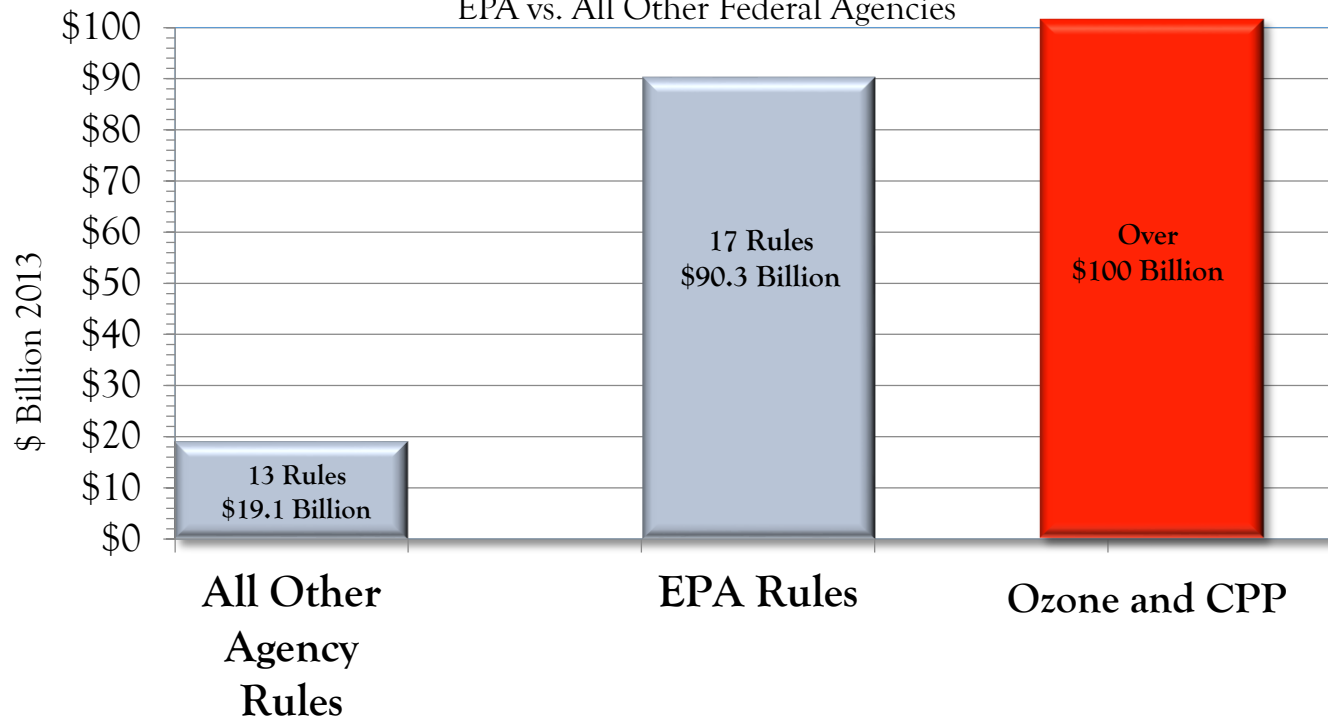 EPA vs. All Other Federal Agencies
$100
$90
$80
$70
$60
$50
$40
$30
$20
$10
$0
$ Billion 2013
13 Rules
$19.1 Billion
17 Rules
$90.3 Billion
Over
$100 Billion
All Other
Agency
Rules
EPA Rules
Ozone and CPP